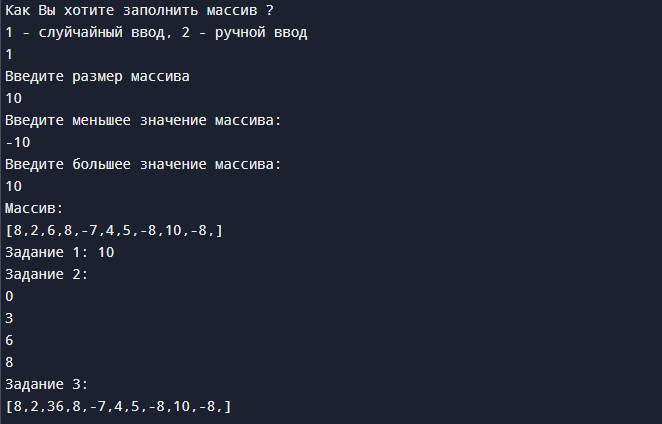 Как Вы хотите заполнить массив ?
1 - слуйчайный ввод, 2 - ручной ввод
1
Введите размер массива
10
Введите меньшее значение массива:
-10
Введите большее значение массива:
10
Массив:
[8,2,6,8,-7,4,5,-8,10,-8,]
Задание 1: 10
Задание 2:
0
3
6
8
Задание 3:
[8,2,36,8,-7,4,5,-8,10,-8,]